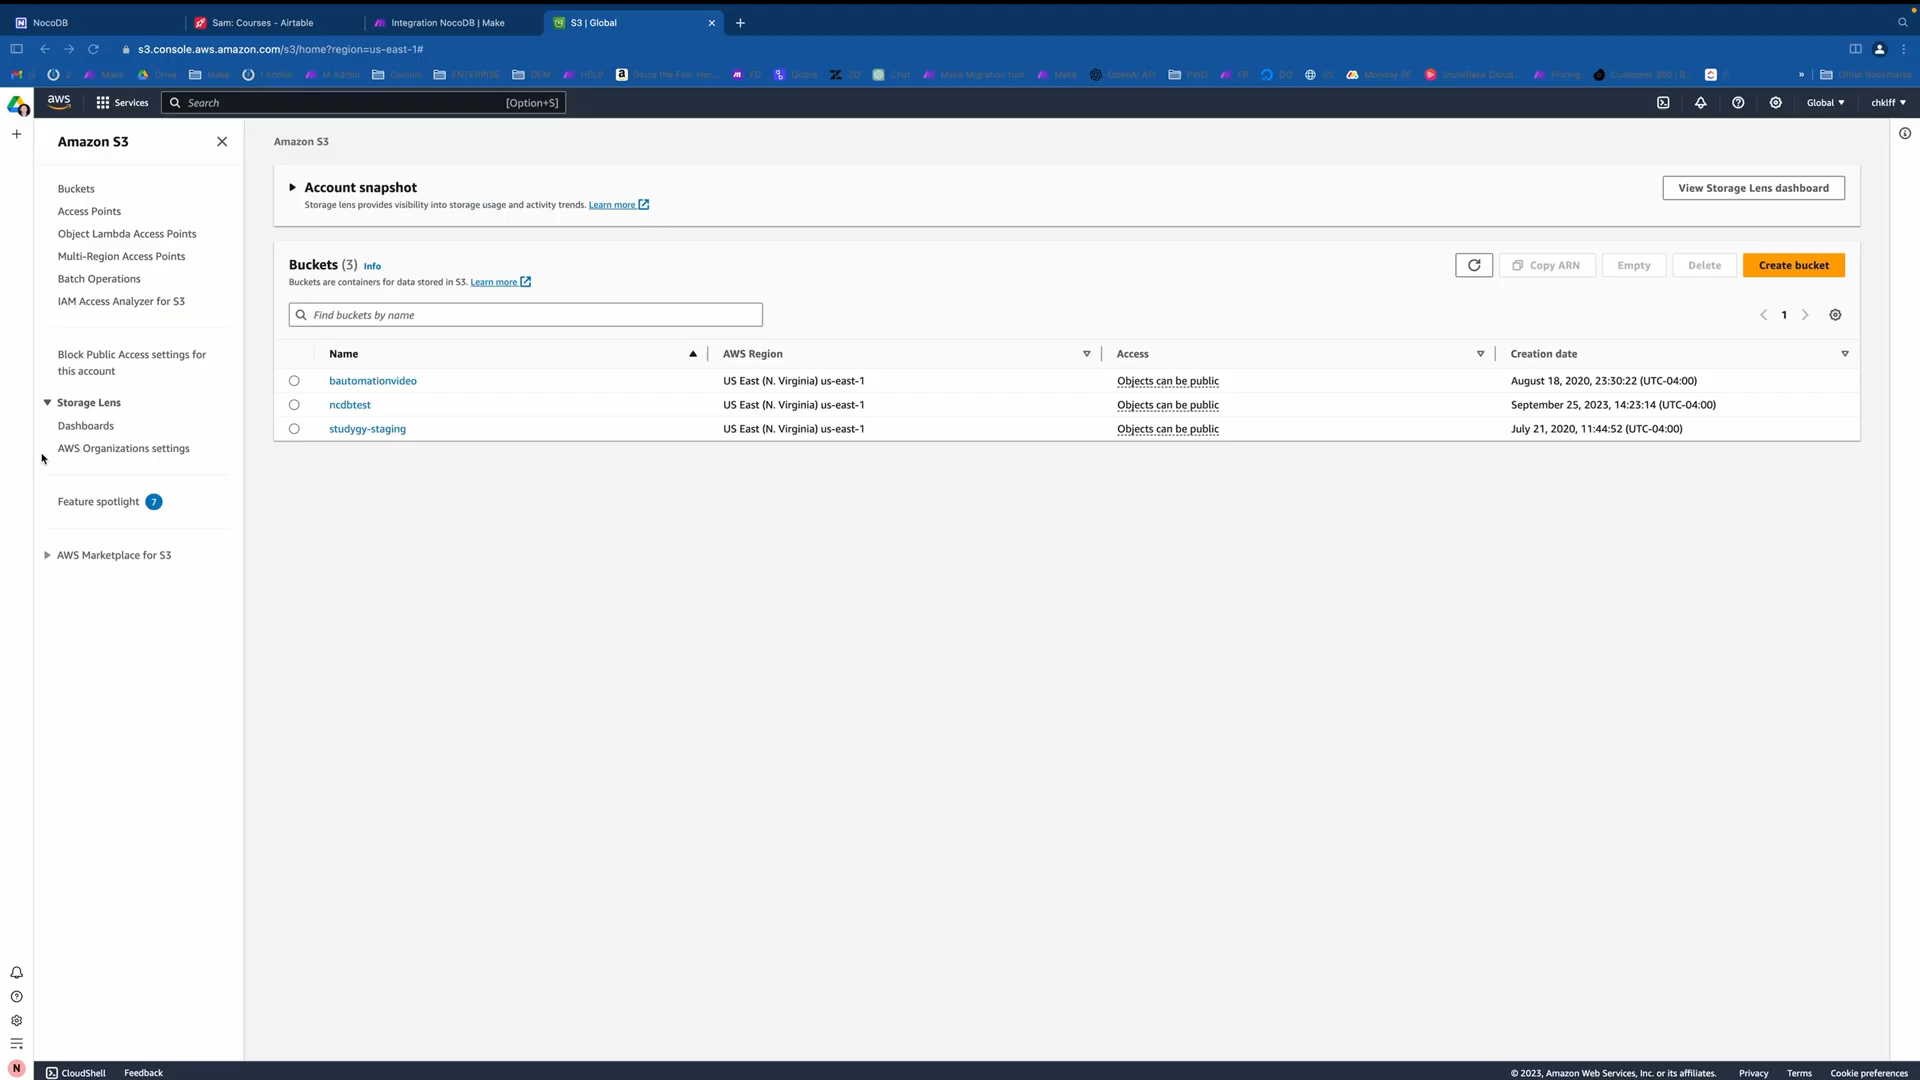 NocoDB
Sam: Courses - Airtable
Integration NocoDB | Make
S3 | Global
s3.console.aws.amazon.com/s3/home?region=us-east-1#
Make
Drive
Make
! Admin
M Admin
Celonis
ENTERPISE
OEM
HELP
Seize the File: Her...
FD
Qobra
ZD
Chat
Make Migration tool
Make
OpenAI API
PWD
FR
DO
SS
Monday SE
Snowflake Cloud...
Pricing
Customer 360 | B...
»
Other Bookmarks
aws
Services
Search
[Option+S]
Global ▼
chklff ▼
Amazon S3
Buckets
Access Points
Object Lambda Access Points
Multi-Region Access Points
Batch Operations
IAM Access Analyzer for S3
Block Public Access settings for
this account
Storage Lens
Dashboards
AWS Organizations settings
Feature spotlight 7
AWS Marketplace for S3
Amazon S3
Account snapshot
Storage lens provides visibility into storage usage and activity trends. Learn more
View Storage Lens dashboard
Buckets (3) Info
Buckets are containers for data stored in S3. Learn more
Copy ARN
Empty
Delete
Create bucket
Find buckets by name
1
Name
AWS Region
Access
Creation date
bautomationvideo
US East (N. Virginia) us-east-1
Objects can be public
August 18, 2020, 23:30:22 (UTC-04:00)
ncdbtest
US East (N. Virginia) us-east-1
Objects can be public
September 25, 2023, 14:23:14 (UTC-04:00)
studygy-staging
US East (N. Virginia) us-east-1
Objects can be public
July 21, 2020, 11:44:52 (UTC-04:00)
N
CloudShell
Feedback
© 2023, Amazon Web Services, Inc. or its affiliates.
Privacy
Terms
Cookie preferences